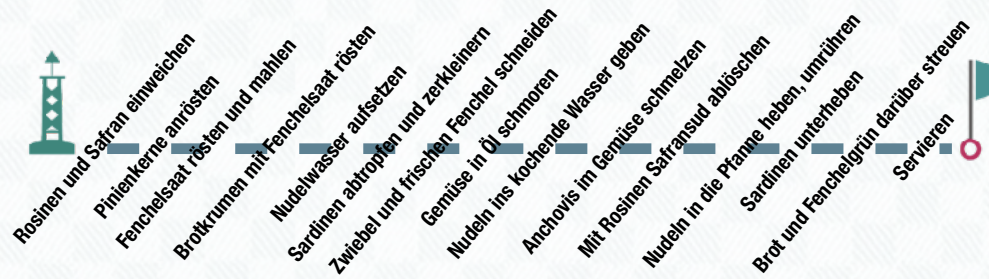 Rosinen und Safran einweichen
Pinienkerne anrösten
Fenchelsaat rösten und mahlen
Brotkrumen mit Fenchelsaat rösten
Nudelwasser aufsetzen
Sardinen abtropfen und zerkleinern
Zwiebel und frischen Fenchel schneiden
Gemüse in Öl schmoren
Nudeln ins kochende Wasser geben
Anchovis im Gemüse schmelzen
Mit Rosinen Safransud ablöschen
Nudeln in die Pfanne heben, umrühren
Sardinen unterheben
Brot und Fenchelgrün darüber streuen
Servieren